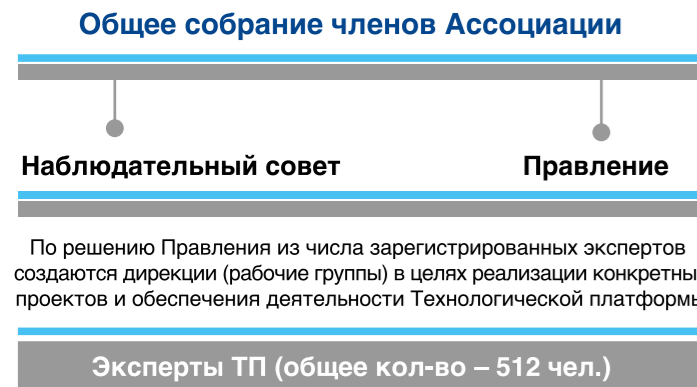 Общее собрание членов Ассоциации
Наблюдательный совет
Правление
По решению Правления из числа зарегистрированных экспертов
создаются дирекции (рабочие группы) в целях реализации конкретны
проектов и обеспечения деятельности Технологической платформы
Эксперты ТП (общее кол-во – 512 чел.)